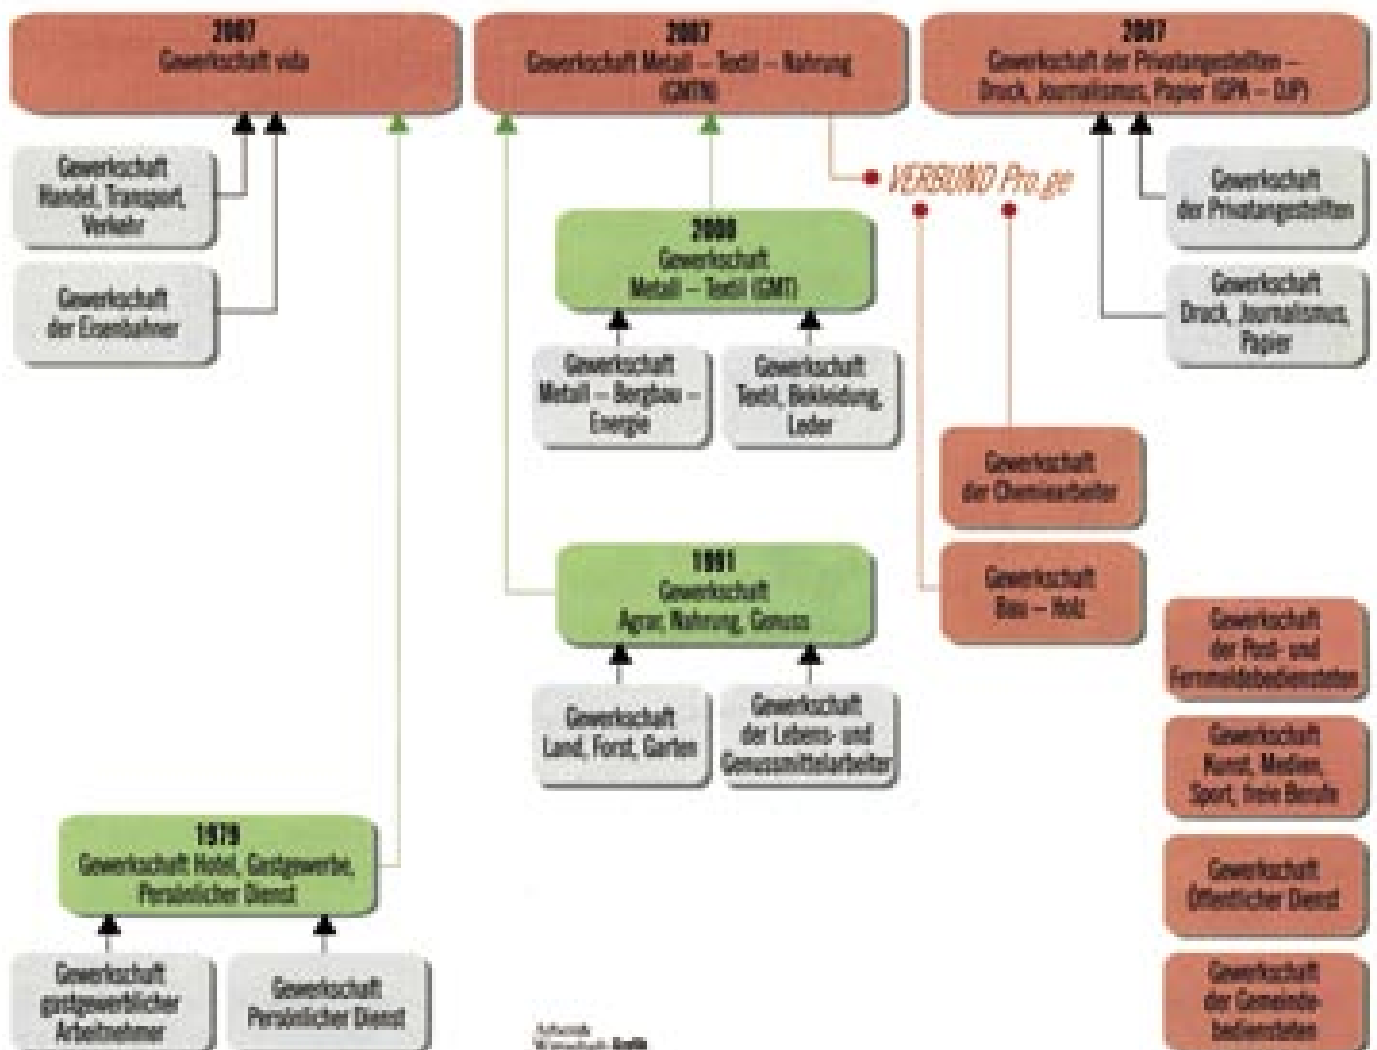 2007
Gewerkschaft vida
2007
Gewerkschaft Metall – Textil – Nahrung
(GMTN)
2007
Gewerkschaft der Privatangestellten –
Druck, Journalismus, Papier (GPA – DJP)
Gewerkschaft
Handel, Transport,
Verkehr
Gewerkschaft
der Eisenbahner
VERBUND Pro.ge
Gewerkschaft
der Privatangestellten
Gewerkschaft
Druck, Journalismus,
Papier
2000
Gewerkschaft
Metall – Textil (GMT)
Gewerkschaft
Metall – Bergbau –
Energie
Gewerkschaft
Textil, Bekleidung,
Leder
Gewerkschaft
der Chemiearbeiter
Gewerkschaft
Bau – Holz
1991
Gewerkschaft
Agrar, Nahrung, Genuss
Gewerkschaft
Land, Forst, Garten
Gewerkschaft
der Lebens- und
Genussmittelarbeiter
Gewerkschaft
der Post- und
Fernmeldebediensteten
Gewerkschaft
Kunst, Medien,
Sport, freie Berufe
Gewerkschaft
Öffentlicher Dienst
Gewerkschaft
der Gemeinde-
bediensteten
1979
Gewerkschaft Hotel, Gastgewerbe,
Persönlicher Dienst
Gewerkschaft
gastgewerblicher
Arbeitnehmer
Gewerkschaft
Persönlicher Dienst
Grafik